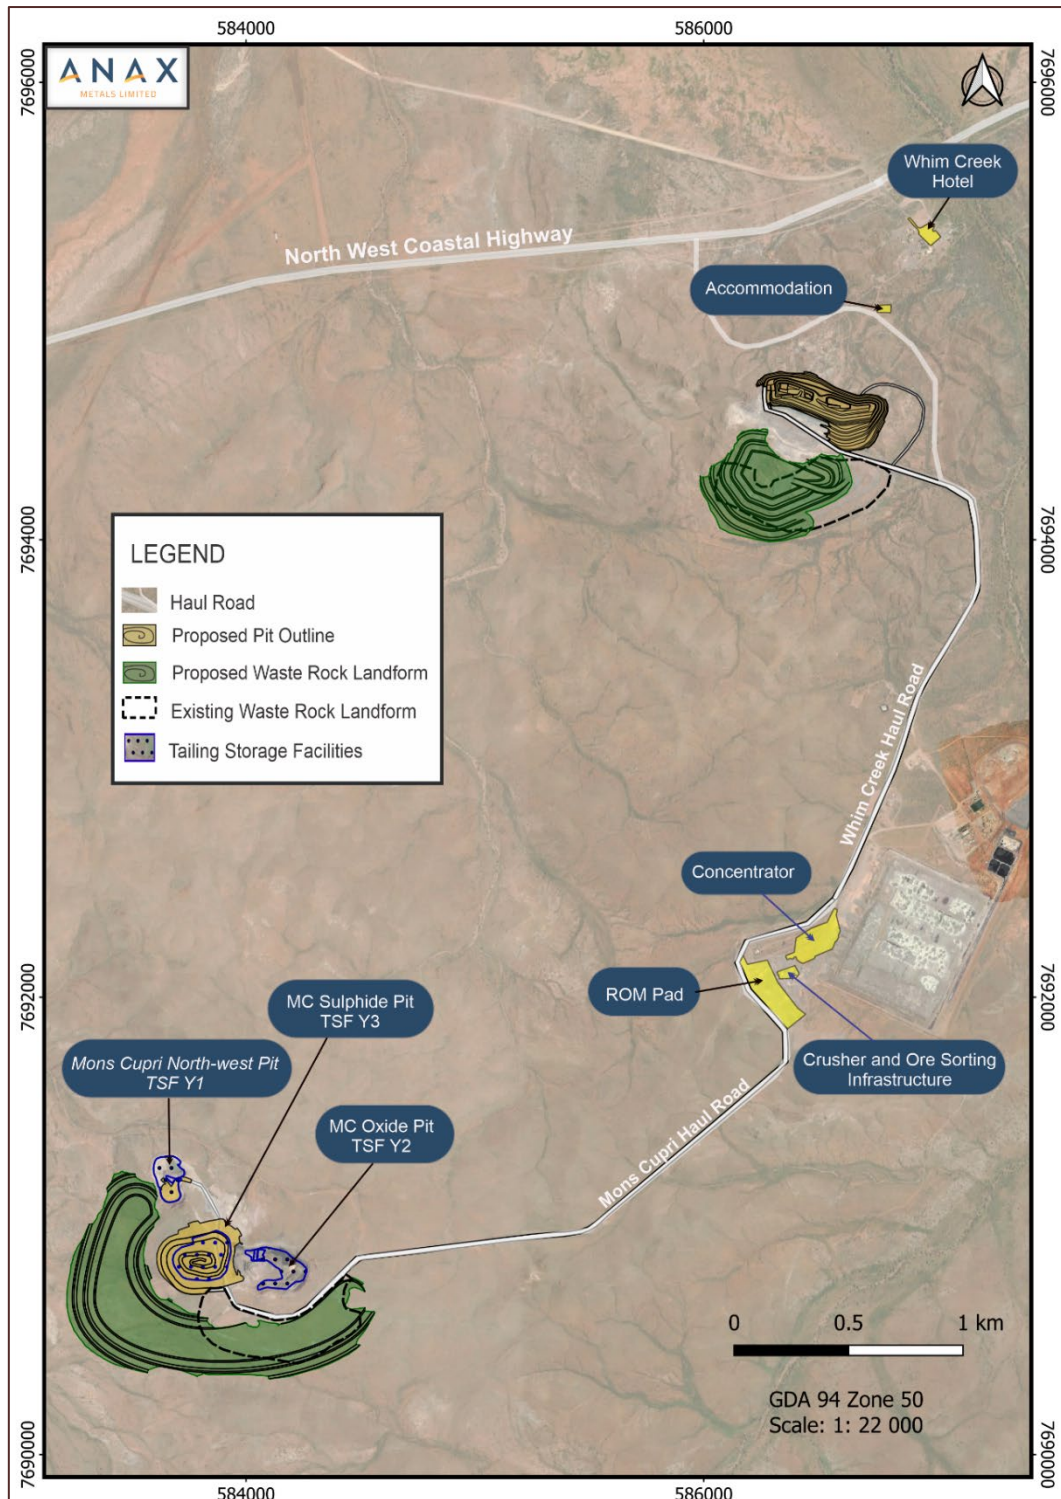 584000
586000
7696000
7696000
ANAX
METALS LIMITED
Whim Creek
Hotel
North West Coastal Highway
Accommodation
7694000
7694000
LEGEND
Haul Road
Proposed Pit Outline
Proposed Waste Rock Landform
Existing Waste Rock Landform
Tailing Storage Facilities
Whim Creek Haul Road
Concentrator
ROM Pad
7692000
7692000
MC Sulphide Pit
TSF Y3
Mons Cupri North-west Pit
TSF Y1
Crusher and Ore Sorting
Infrastructure
MC Oxide Pit
TSF Y2
Mons Cupri Haul Road
0 0.5 1 km
GDA 94 Zone 50
Scale: 1: 22 000
7690000
7690000
584000
586000